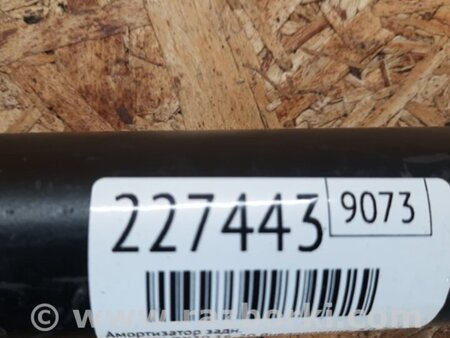 227443 9073
и
Амортизатор задн.
www.razborki.com